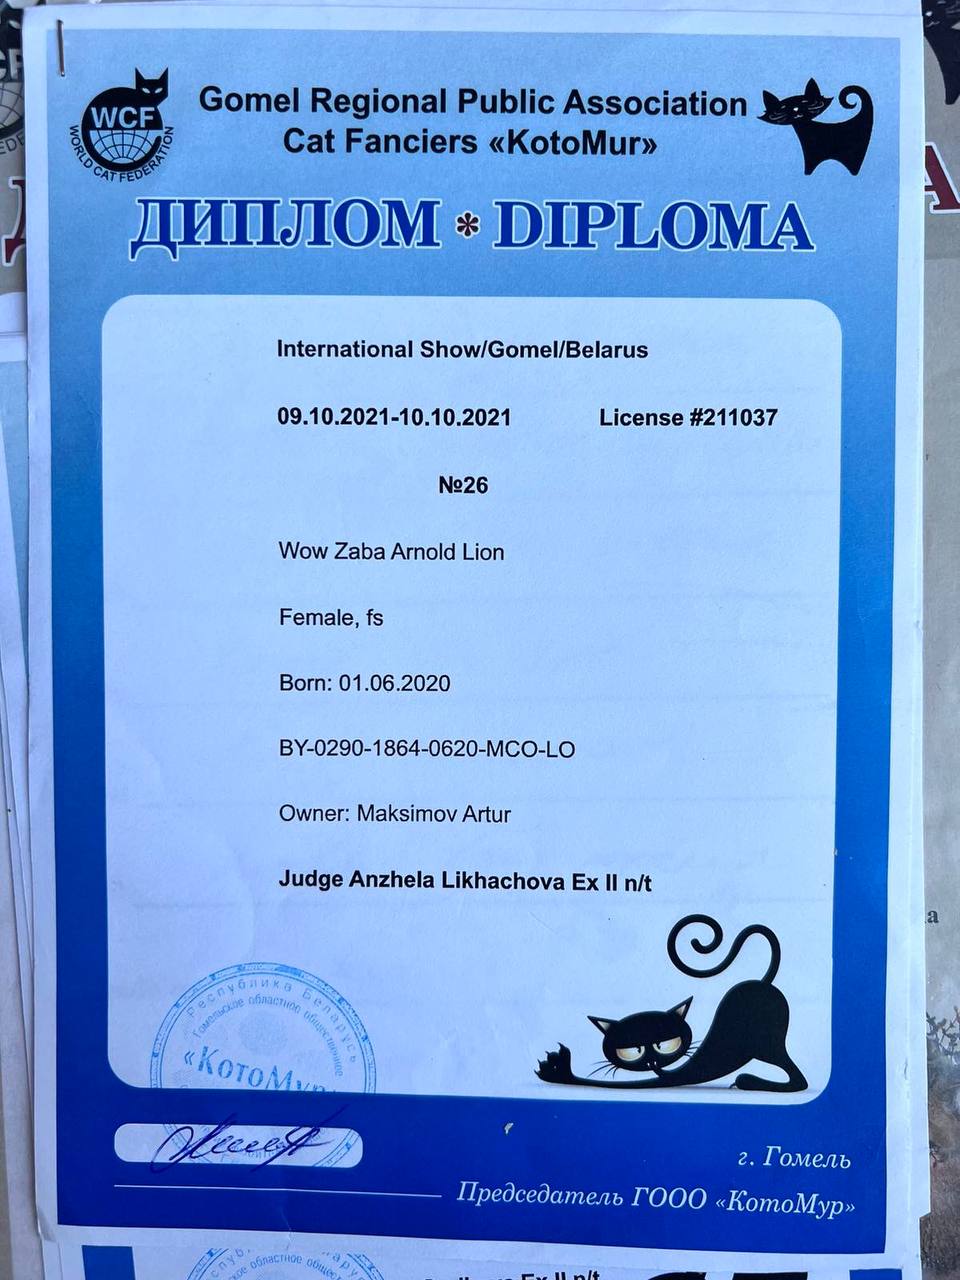 WCF
WORLD CAT FEDERATION
Gomel Regional Public Association
Cat Fanciers «KotoMur»
ДИПЛОМ * DIPLOMA
International Show/Gomel/Belarus
09.10.2021-10.10.2021 License #211037
№26
Wow Zaba Arnold Lion
Female, fs
Born: 01.06.2020
BY-0290-1864-0620-MCO-LO
Owner: Maksimov Artur
Judge Anzhela Likhachova Ex II n/t
Республика Беларусь
Гомельское областное общественное
«КотоМур
г. Гомель
Председатель ГООО «КотоМур»
областное
Ex II n/t